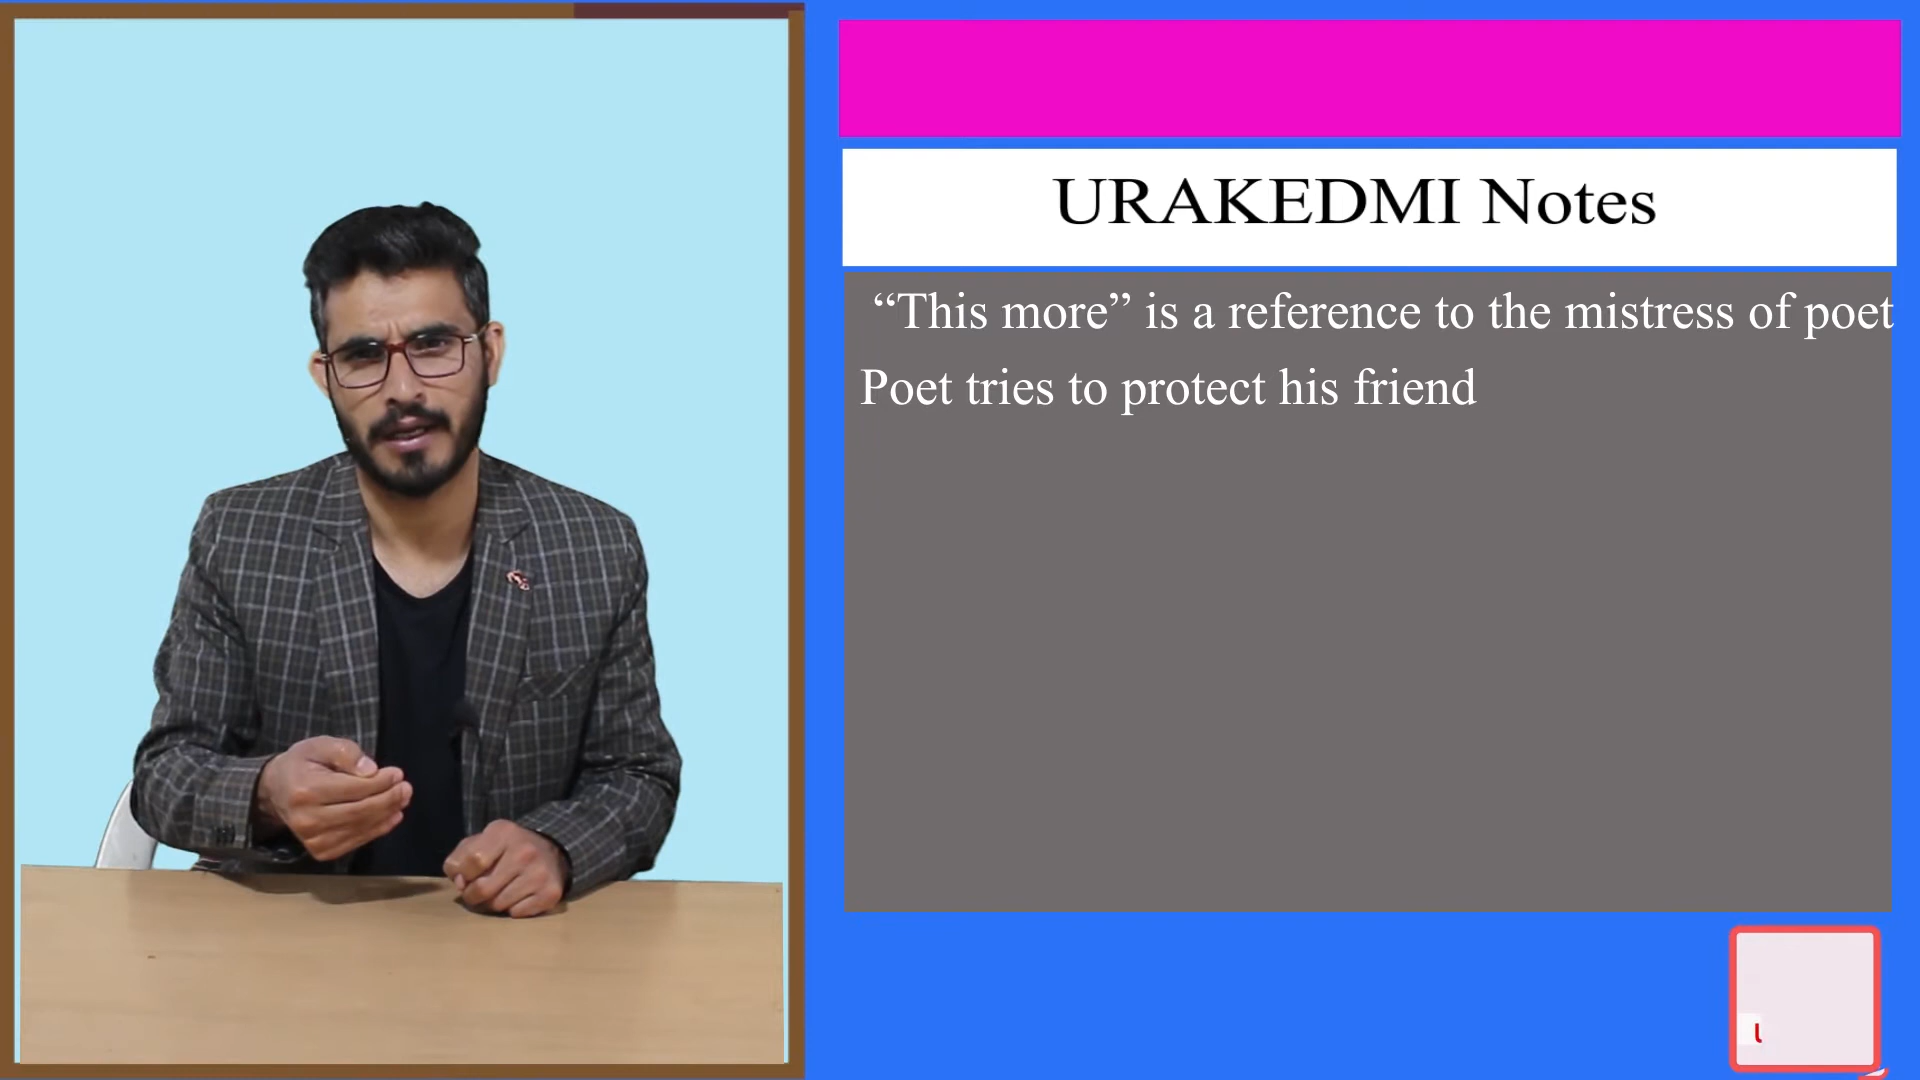 URAKEDMI Notes
“This more” is a reference to the mistress of poet
Poet tries to protect his friend